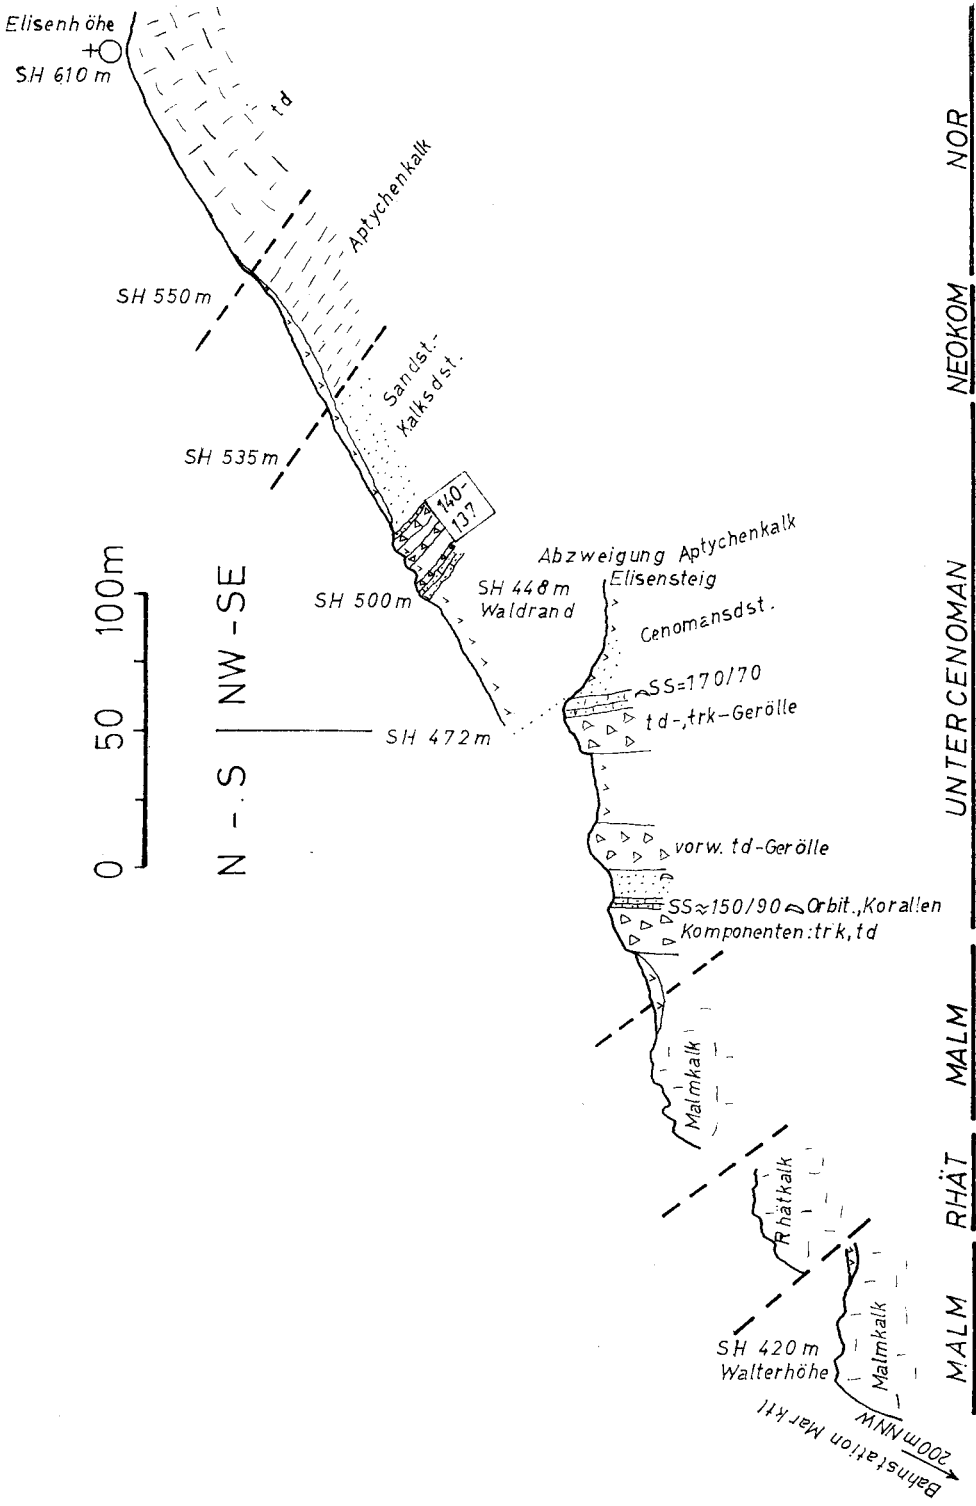 Elisenhöhe
SH 610 m
td
Aptychenkalk
SH 550 m
Sandst.-
Kalksdst.
SH 535 m
140-
137
SH 500 m
Abzweigung Aptychenkalk
Elisensteig
SH 448 m
Waldrand
Cenomansdst.
SS=170/70
td-,trk-Gerölle
SH 472 m
100m
50
0
NW-SE
N-S
vorw. td-Gerölle
SS≈150/90 Orbit., Korallen
Komponenten: trk, td
Malmkalk
Rhätkalk
SH 420 m
Walterhöhe
Malmkalk
Bahnstation Marktl
200m NNW
NOR
NEOKOM
UNTERCENOMAN
MALM
RHÄT
MALM